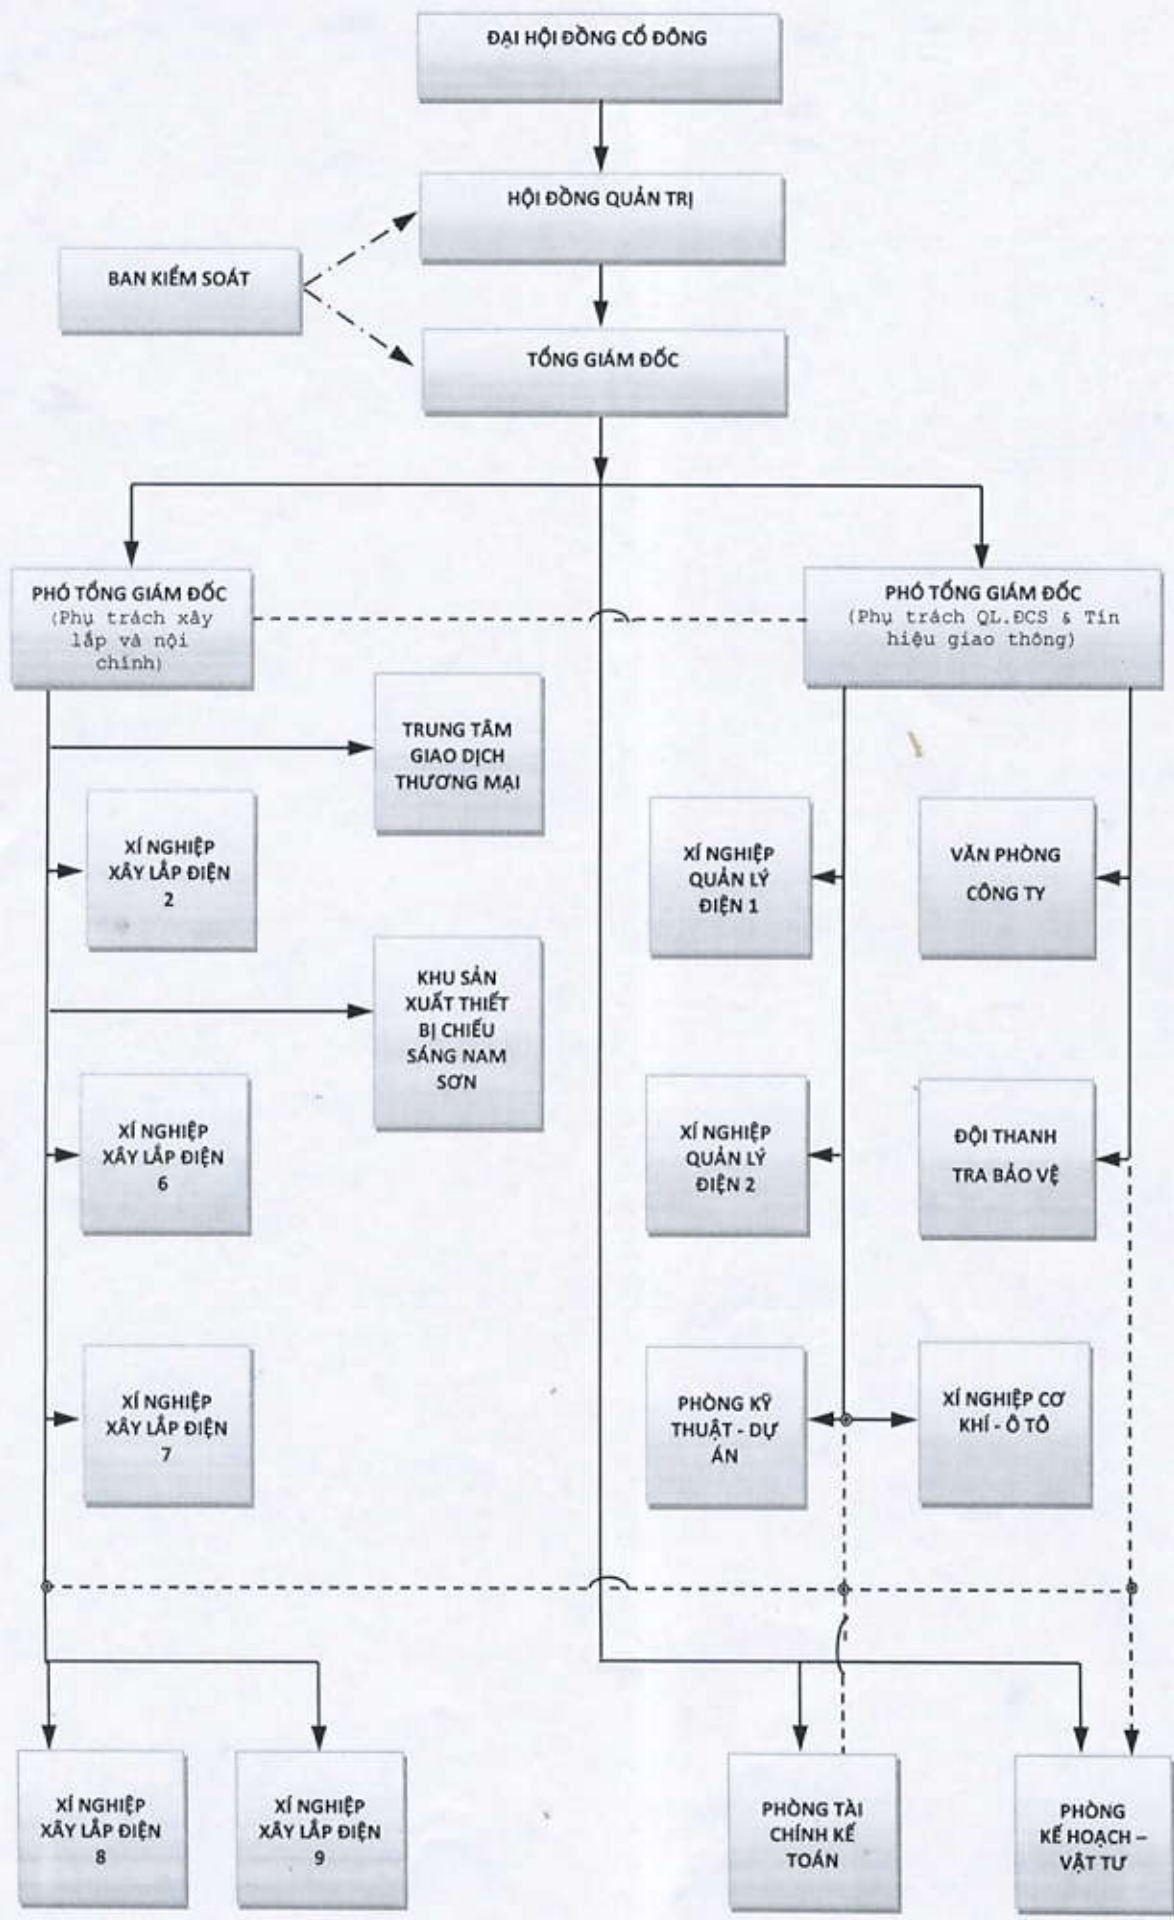 ĐẠI HỘI ĐỒNG CỔ ĐÔNG
HỘI ĐỒNG QUẢN TRỊ
BAN KIỂM SOÁT
TỔNG GIÁM ĐỐC
PHÓ TỔNG GIÁM ĐỐC
(Phụ trách xây
lắp và nội
chính)
PHÓ TỔNG GIÁM ĐỐC
(Phụ trách QL.ĐCS & Tín
hiệu giao thông)
TRUNG TÂM
GIAO DỊCH
THƯƠNG MẠI
XÍ NGHIỆP
XÂY LẮP ĐIỆN
2
XÍ NGHIỆP
QUẢN LÝ
ĐIỆN 1
VĂN PHÒNG
CÔNG TY
KHU SẢN
XUẤT THIẾT
BỊ CHIẾU
SÁNG NAM
SƠN
XÍ NGHIỆP
XÂY LẮP ĐIỆN
6
XÍ NGHIỆP
QUẢN LÝ
ĐIỆN 2
ĐỘI THANH
TRA BẢO VỆ
XÍ NGHIỆP
XÂY LẮP ĐIỆN
7
PHÒNG KỸ
THUẬT - DỰ
ÁN
XÍ NGHIỆP CƠ
KHÍ - Ô TÔ
XÍ NGHIỆP
XÂY LẮP ĐIỆN
8
XÍ NGHIỆP
XÂY LẮP ĐIỆN
9
PHÒNG TÀI
CHÍNH KẾ
TOÁN
PHÒNG
KẾ HOẠCH –
VẬT TƯ